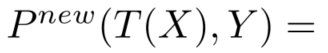 P^{new}(T(X), Y) =